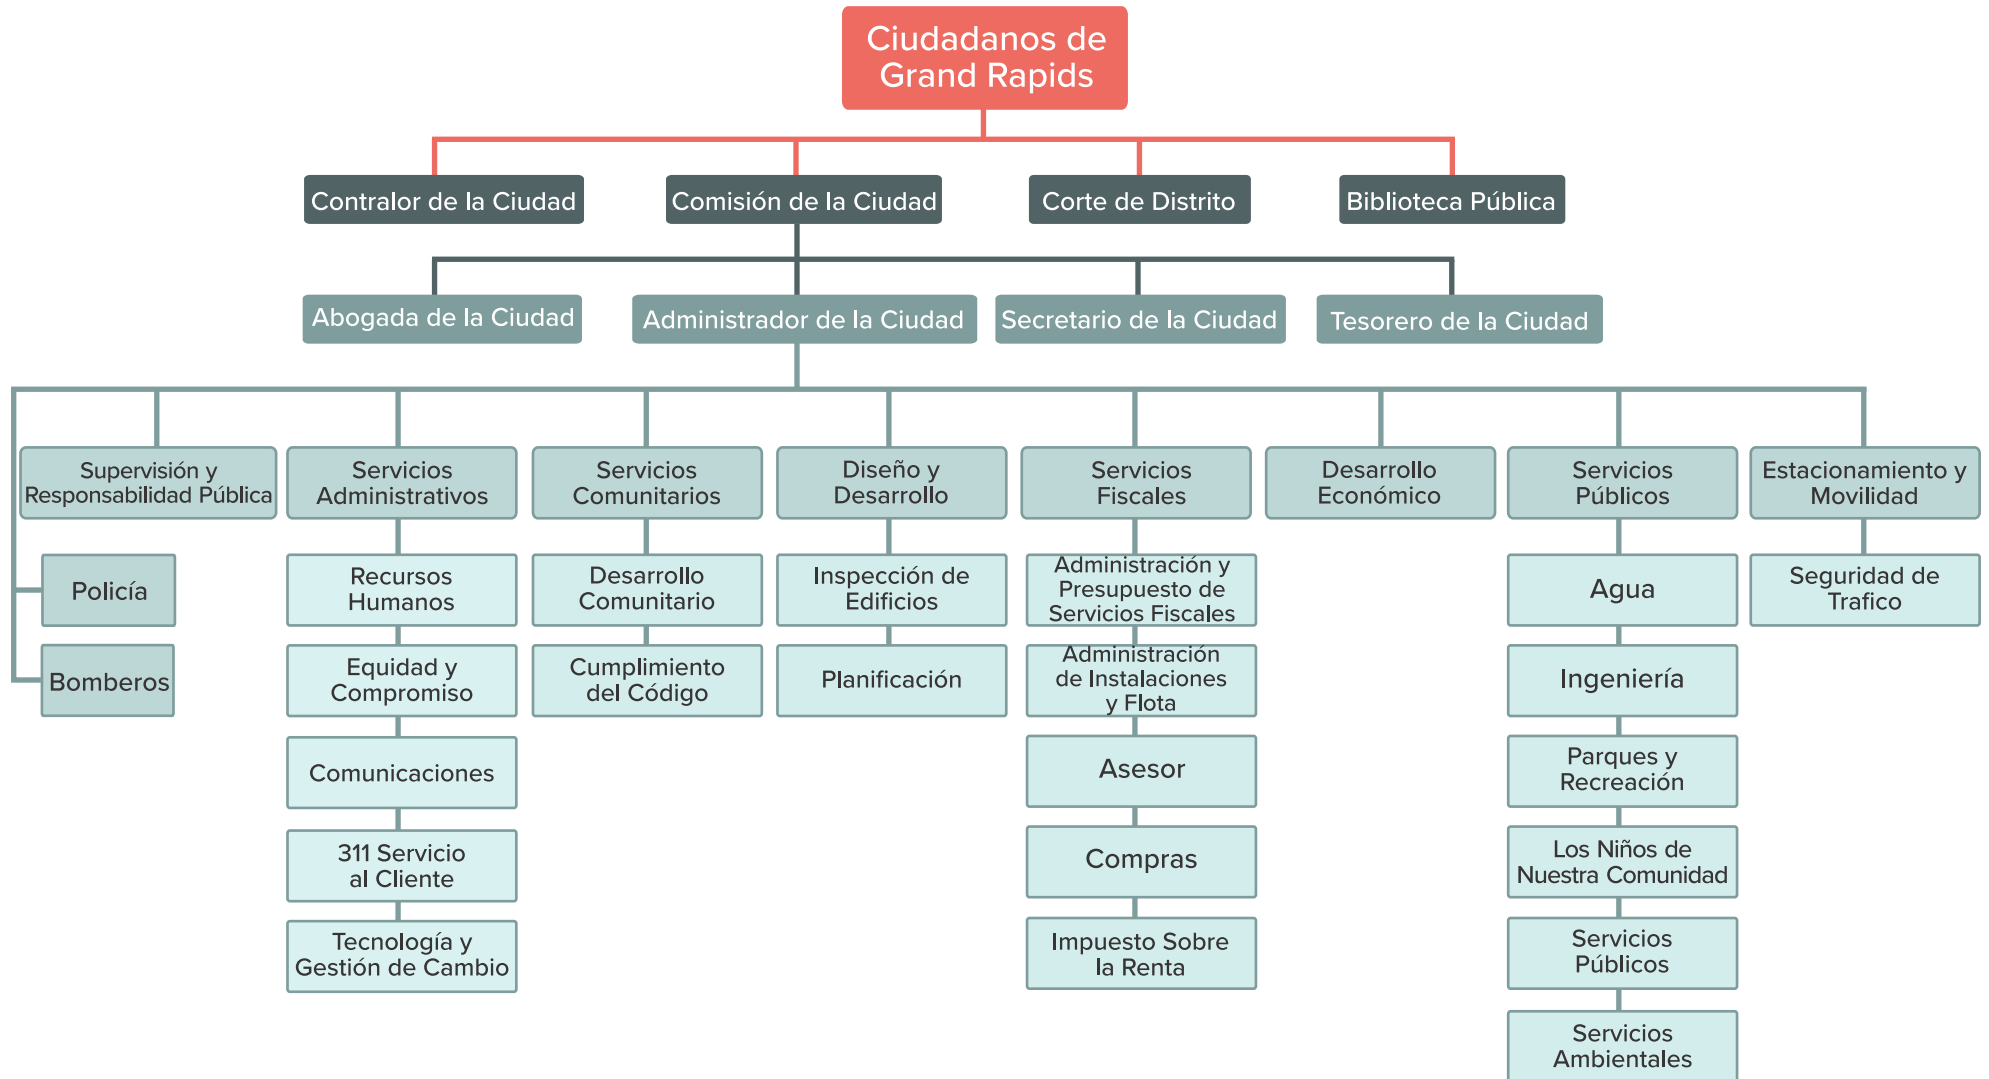 Ciudadanos de
Grand Rapids
Contralor de la Ciudad
Comisión de la Ciudad
Corte de Distrito
Biblioteca Pública
Abogada de la Ciudad
Administrador de la Ciudad
Secretario de la Ciudad
Tesorero de la Ciudad
Supervisión y
Responsabilidad Pública
Policía
Bomberos
Servicios
Administrativos
Recursos
Humanos
Equidad y
Compromiso
Comunicaciones
311 Servicio
al Cliente
Tecnología y
Gestión de Cambio
Servicios
Comunitarios
Desarrollo
Comunitario
Cumplimiento
del Código
Diseño y
Desarrollo
Inspección de
Edificios
Planificación
Servicios
Fiscales
Administración y
Presupuesto de
Servicios Fiscales
Administración
de Instalaciones
y Flota
Asesor
Compras
Impuesto Sobre
la Renta
Desarrollo
Económico
Servicios
Públicos
Agua
Ingeniería
Parques y
Recreación
Los Niños de
Nuestra Comunidad
Servicios
Públicos
Servicios
Ambientales
Estacionamiento y
Movilidad
Seguridad de
Trafico